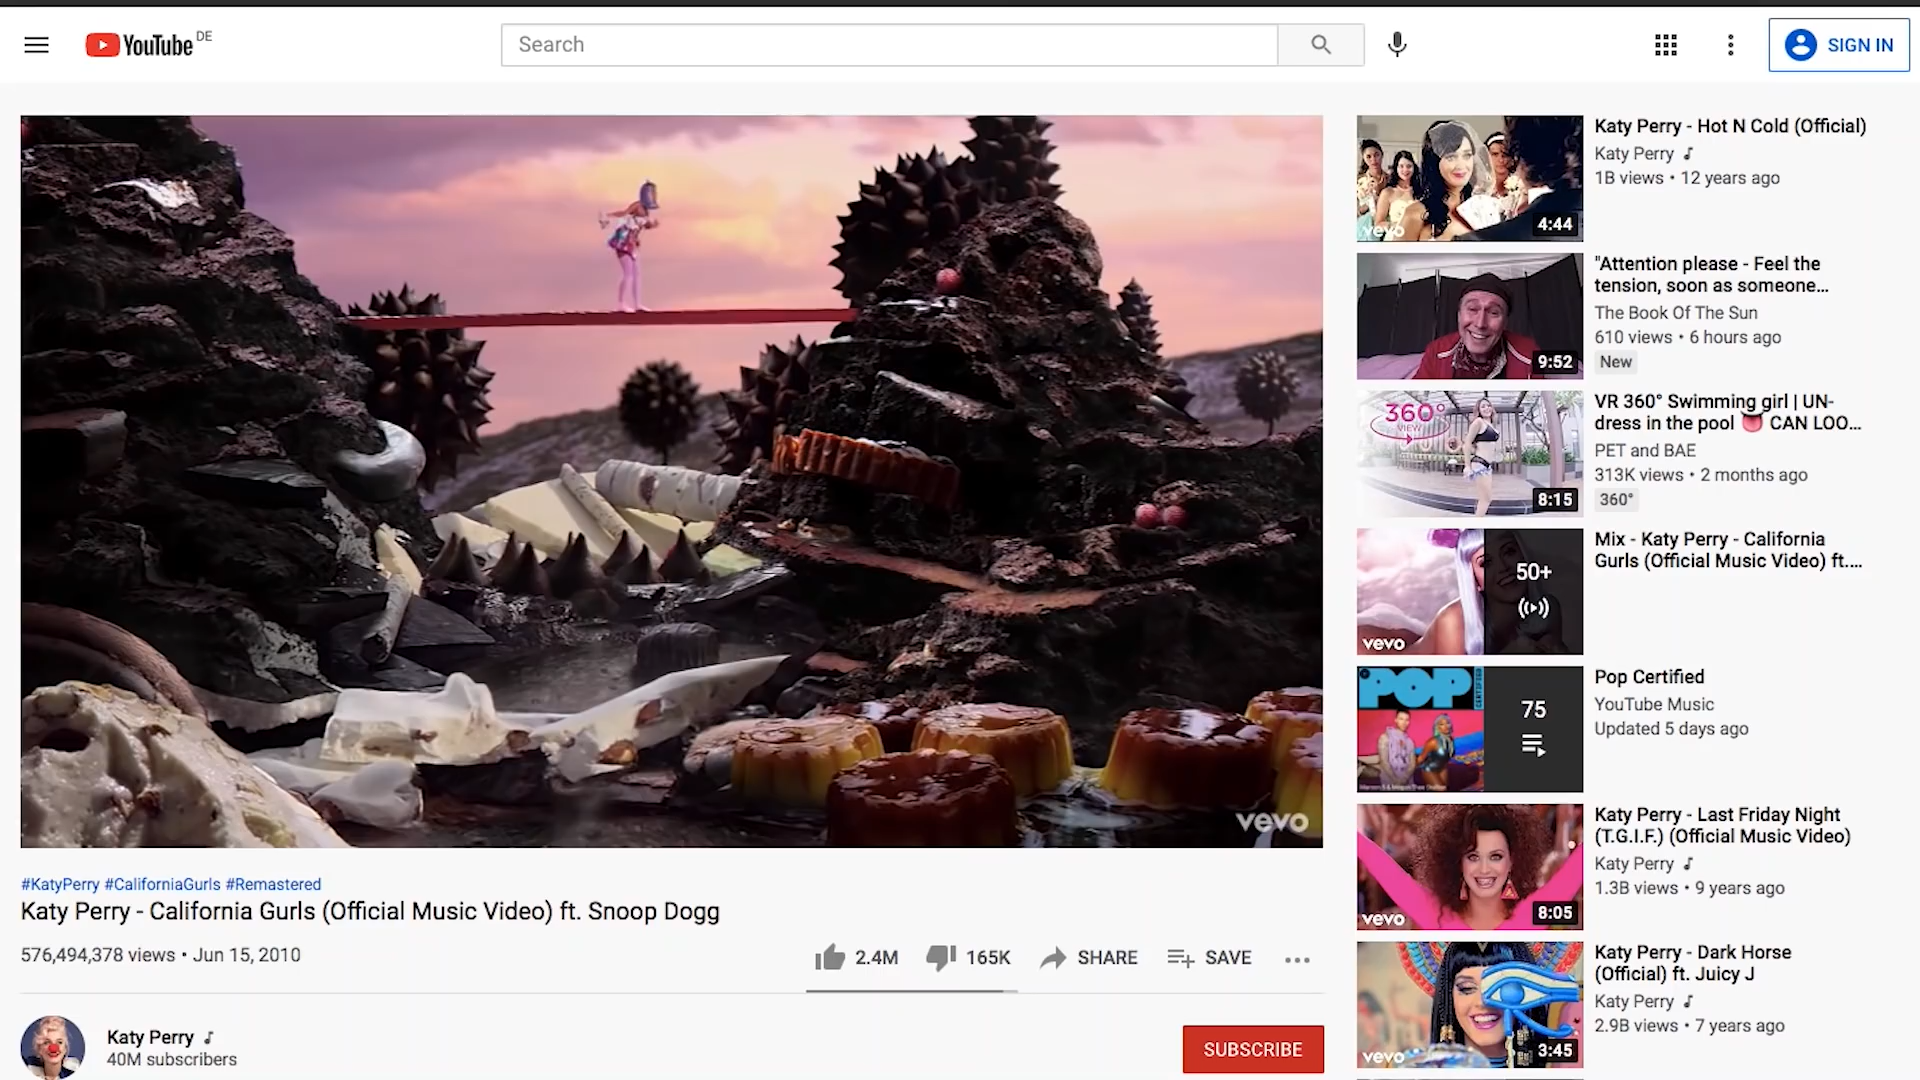 YouTube DE
Search
SIGN IN
vevo
#KatyPerry #CaliforniaGurls #Remastered
Katy Perry - California Gurls (Official Music Video) ft. Snoop Dogg
576,494,378 views • Jun 15, 2010
2.4M
165K
SHARE
SAVE
Katy Perry
40M subscribers
SUBSCRIBE
vevo
4:44
Katy Perry - Hot N Cold (Official)
Katy Perry
1B views • 12 years ago
9:52
"Attention please - Feel the
tension, soon as someone...
The Book Of The Sun
610 views • 6 hours ago
New
360°
VIEW
8:15
VR 360° Swimming girl | UN-
dress in the pool 👅 CAN LOO...
PET and BAE
313K views • 2 months ago
360°
vevo
50+
Mix - Katy Perry - California
Gurls (Official Music Video) ft....
POP
CERTIFIED
75
Pop Certified
YouTube Music
Updated 5 days ago
vevo
8:05
Katy Perry - Last Friday Night
(T.G.I.F.) (Official Music Video)
Katy Perry
1.3B views • 9 years ago
vevo
3:45
Katy Perry - Dark Horse
(Official) ft. Juicy J
Katy Perry
2.9B views • 7 years ago